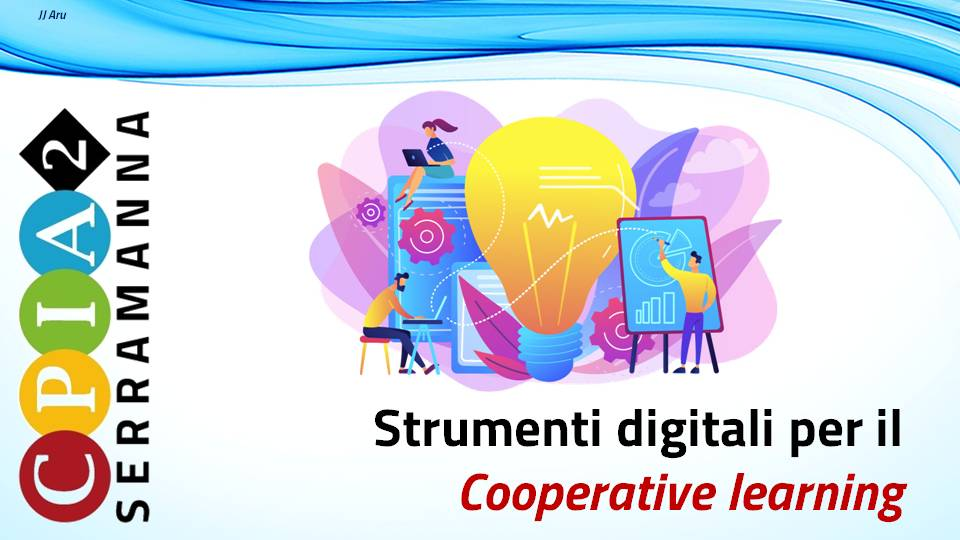 JJ Aru
CPIA 2
SERRAMANNA
Strumenti digitali per il
Cooperative learning